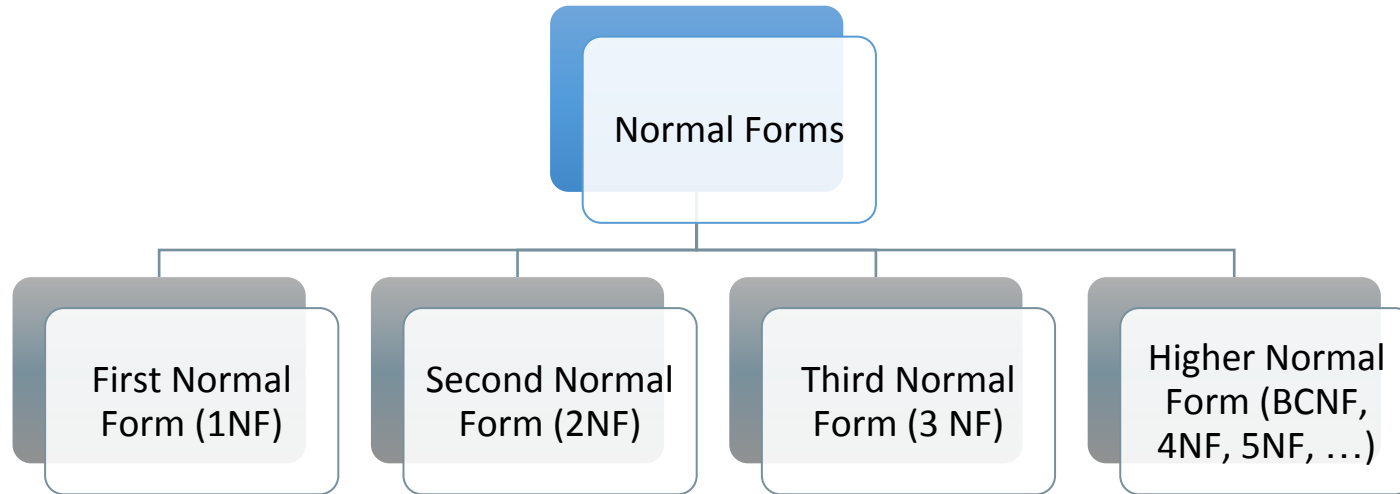 Normal Forms
First Normal
Form (1NF)
Second Normal
Form (2NF)
Third Normal
Form (3 NF)
Higher Normal
Form (BCNF,
4NF, 5NF, …)